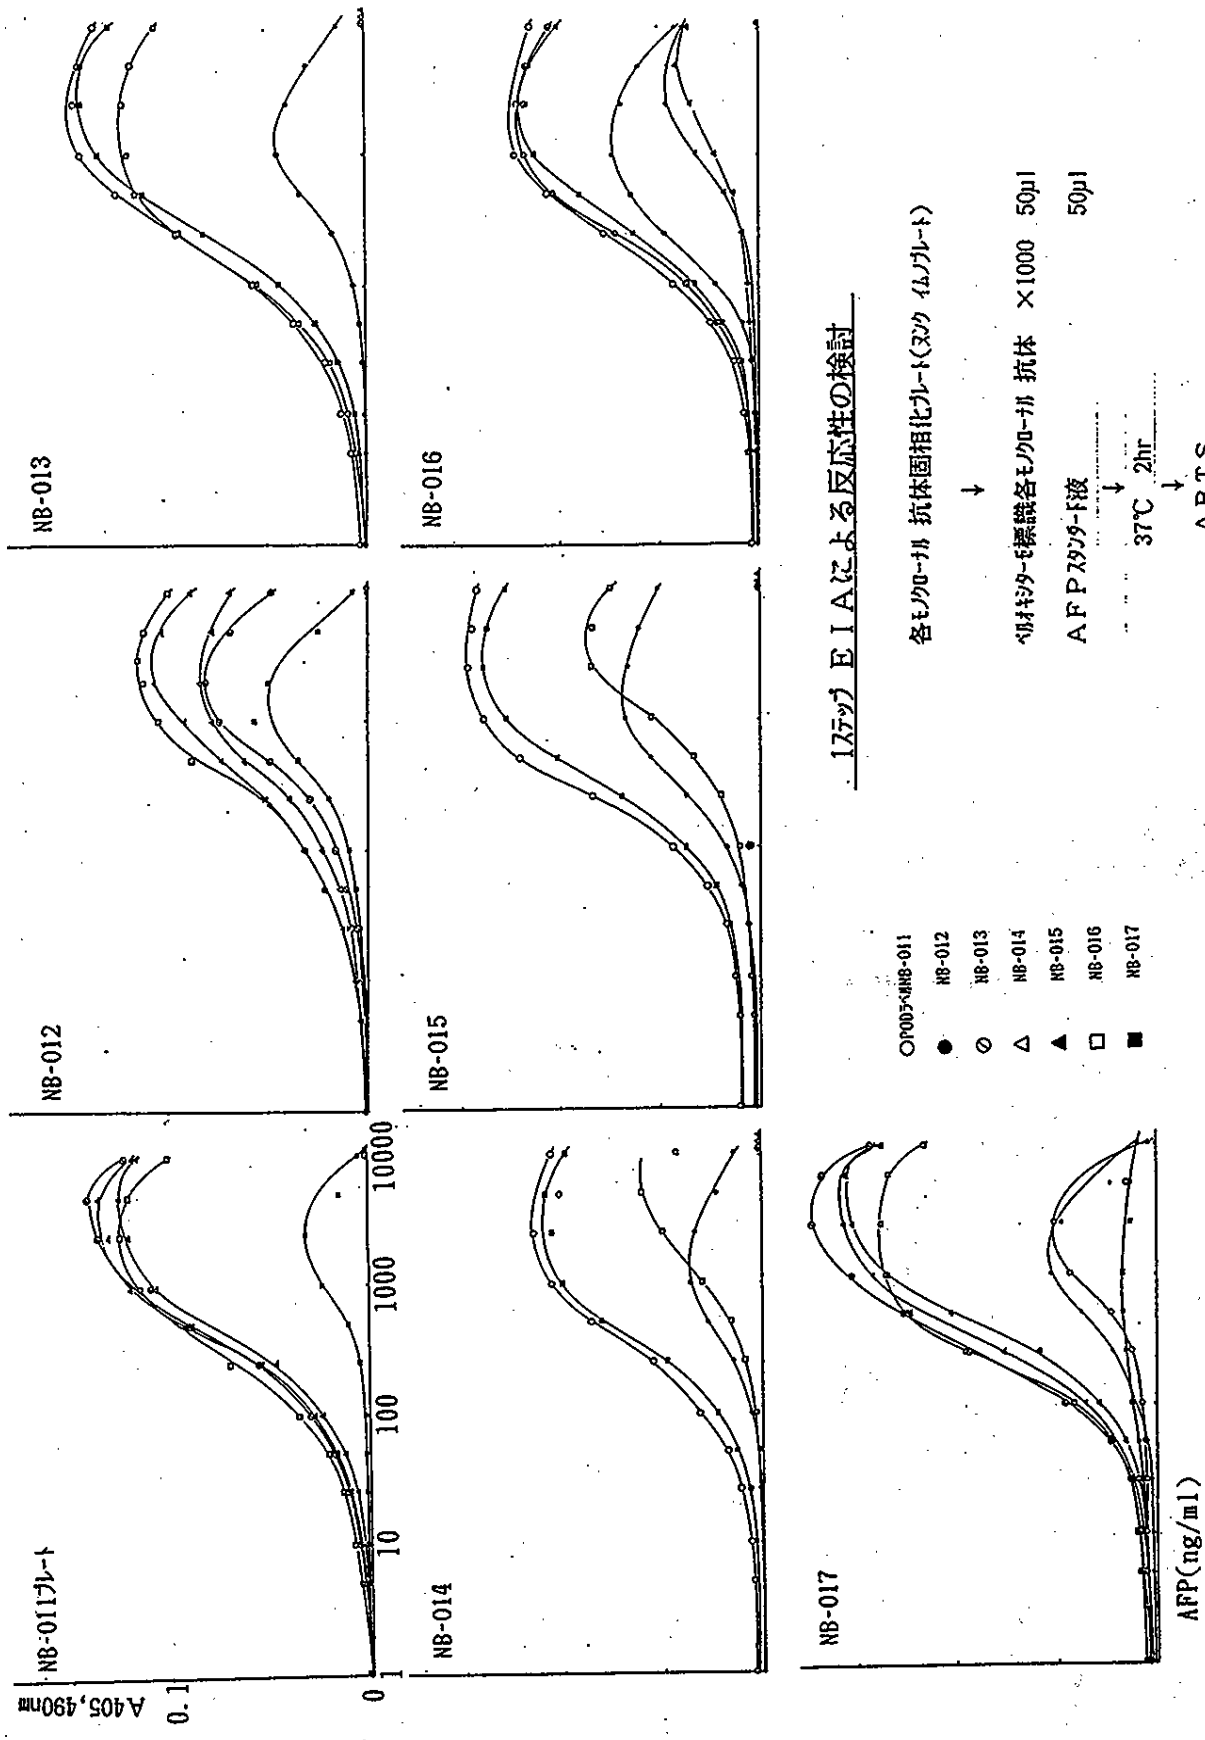 A405,490nm
0.1
0
NB-011プレート
1
10
100
1000
10000
NB-012
NB-013
NB-014
NB-015
NB-016
NB-017
AFP(ng/ml)
○PODラベルNB-011
● NB-012
⊘ NB-013
△ NB-014
▲ NB-015
□ NB-016
■ NB-017
1ステップ EIAによる反応性の検討
各モノクローナル 抗体固相化プレート(ヌンク イムノプレート)
↓
ペルオキシターゼ標識各モノクローナル 抗体 ×1000 50μl
AFPスタンダード液 50μl
↓
37℃ 2hr
↓
ABTS